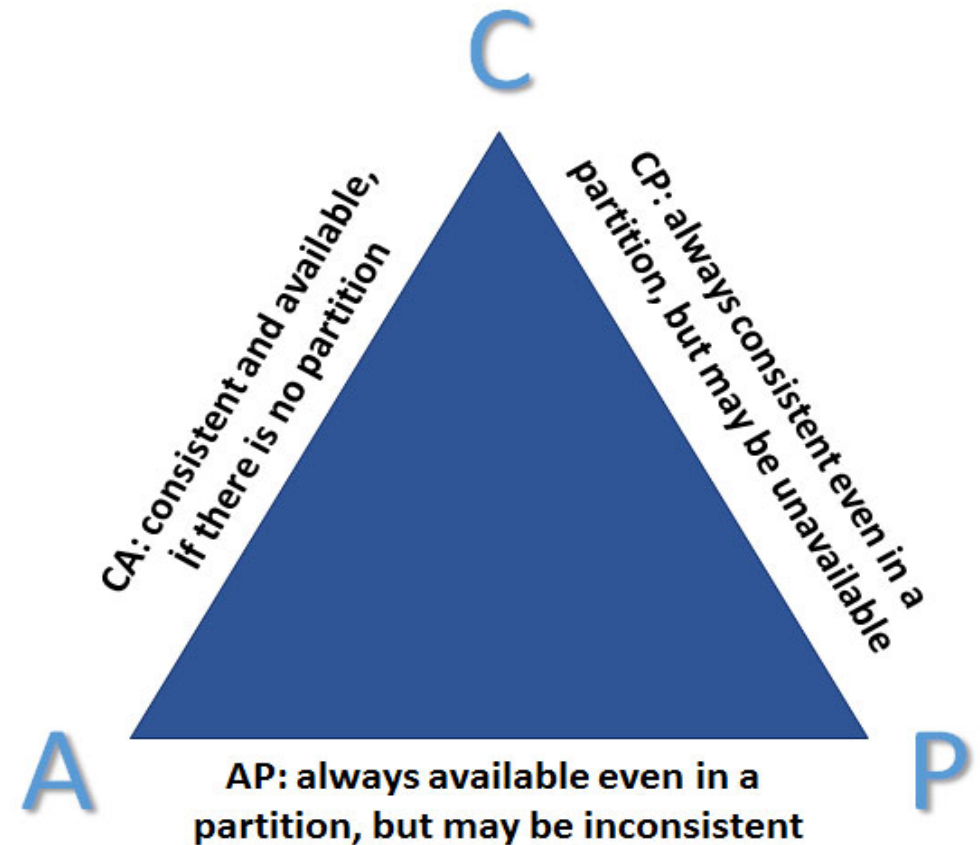 C
CA: consistent and available,
if there is no partition
CP: always consistent even in a
partition, but may be unavailable
A
P
AP: always available even in a
partition, but may be inconsistent